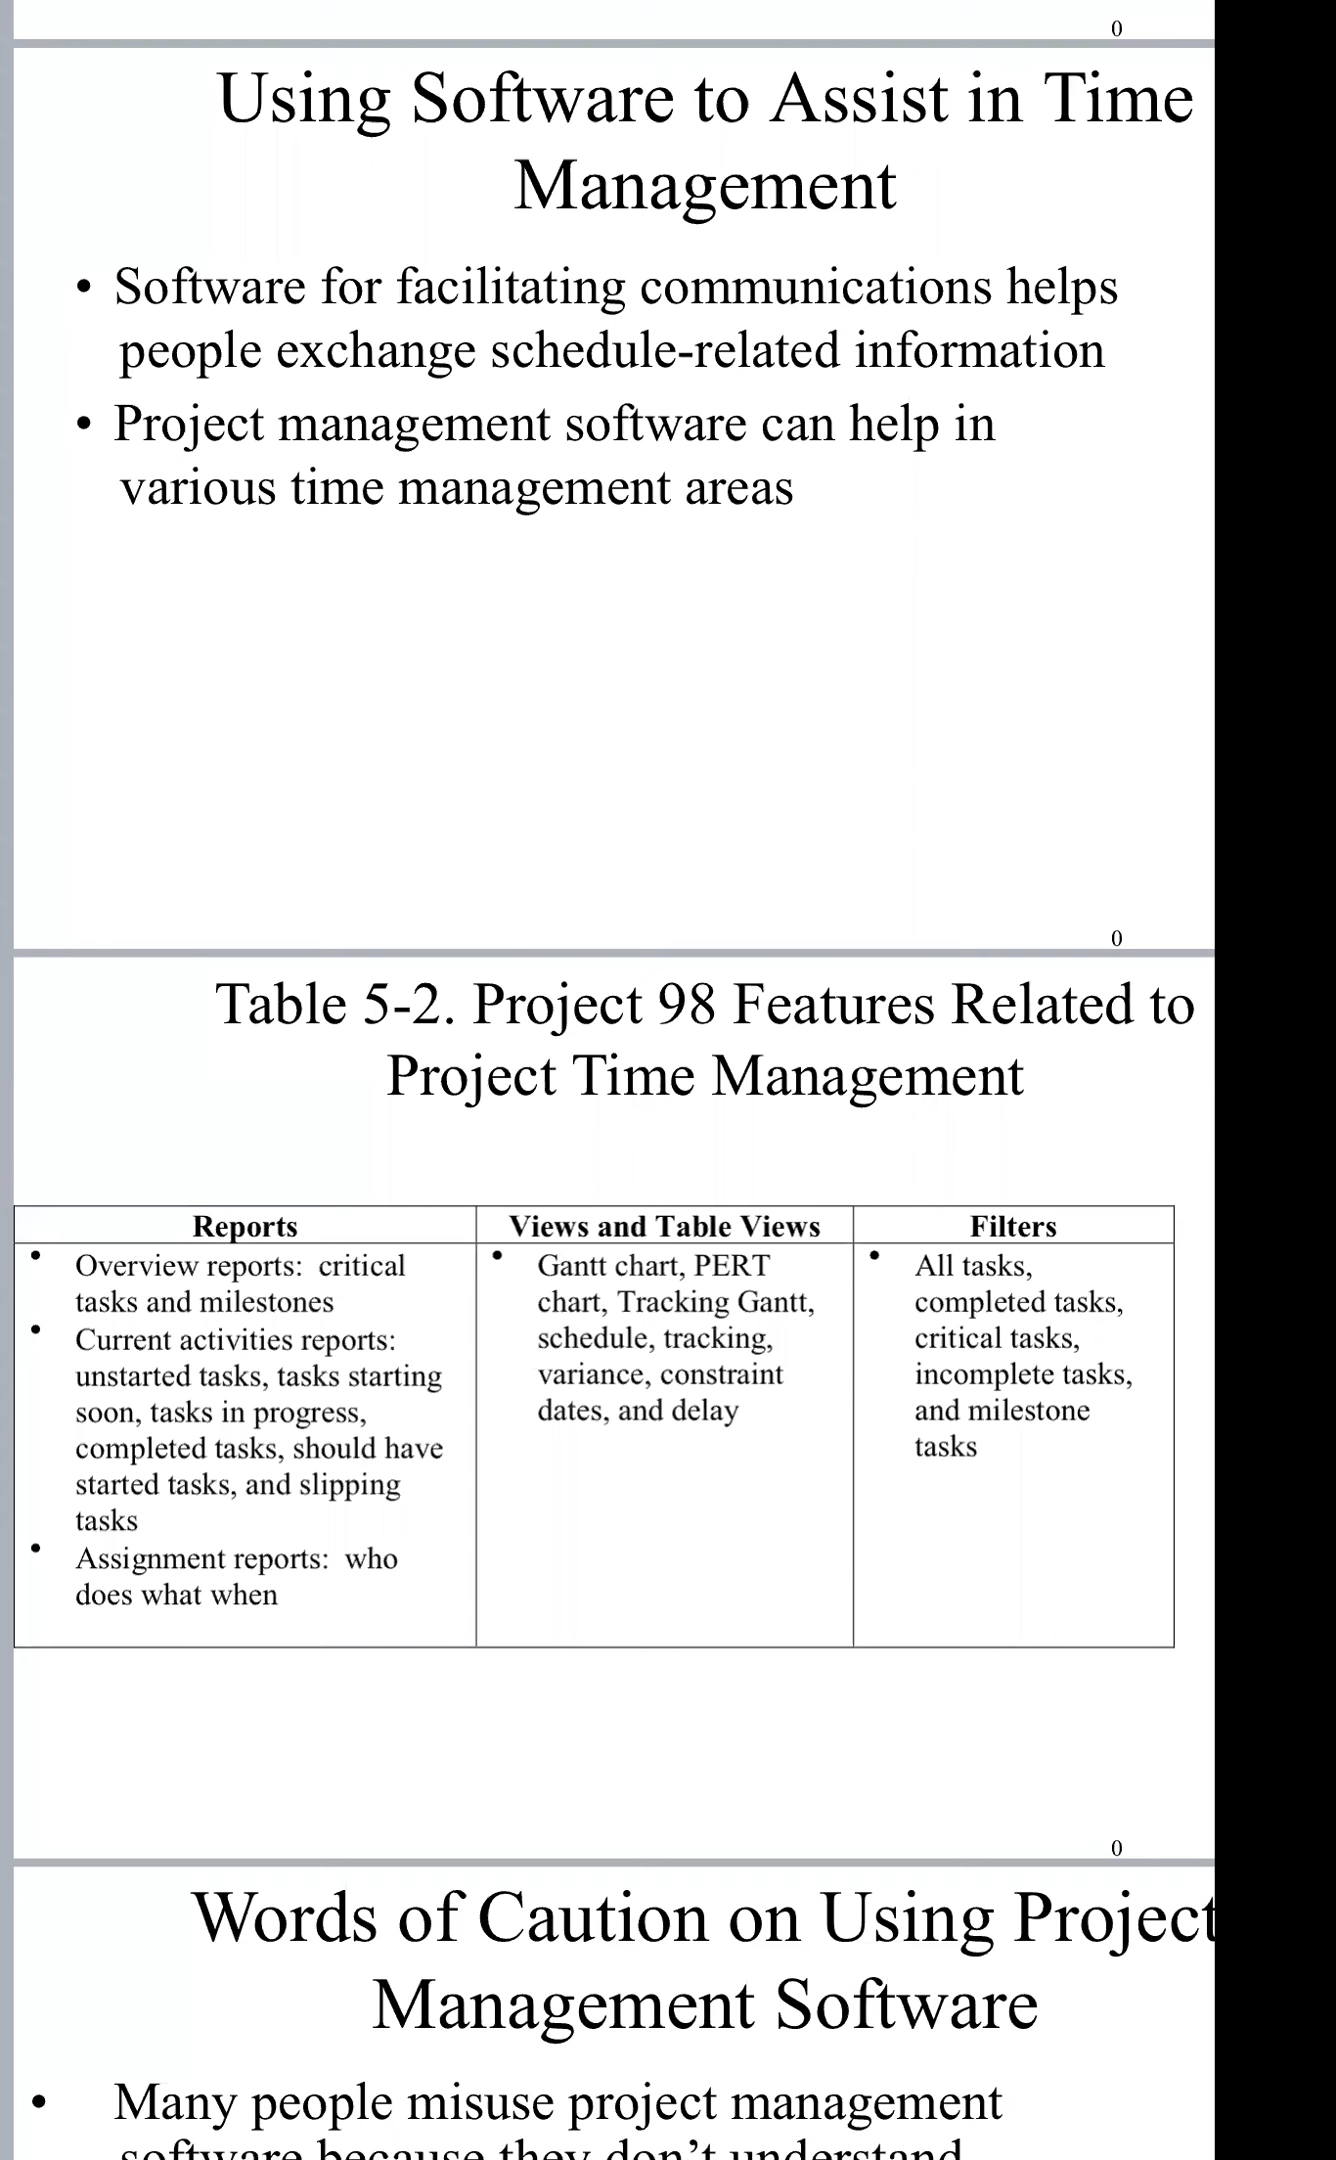 0
Using Software to Assist in Time
Management
• Software for facilitating communications helps
people exchange schedule-related information
• Project management software can help in
various time management areas
0
Table 5-2. Project 98 Features Related to
Project Time Management
Reports
• Overview reports:  critical
tasks and milestones
• Current activities reports:
unstarted tasks, tasks starting
soon, tasks in progress,
completed tasks, should have
started tasks, and slipping
tasks
• Assignment reports:  who
does what when
Views and Table Views
• Gantt chart, PERT
chart, Tracking Gantt,
schedule, tracking,
variance, constraint
dates, and delay
Filters
• All tasks,
completed tasks,
critical tasks,
incomplete tasks,
and milestone
tasks
0
Words of Caution on Using Project
Management Software
• Many people misuse project management
software because they don’t understand